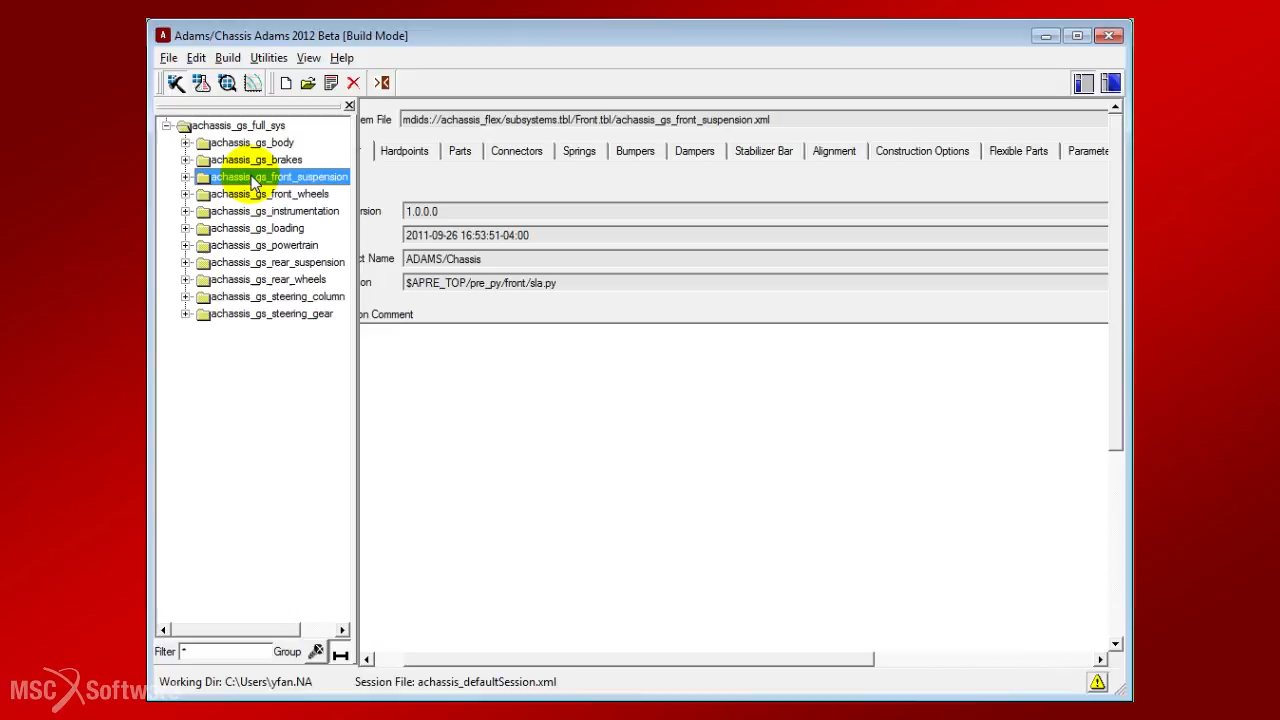 Adams/Chassis Adams 2012 Beta [Build Mode]
File Edit Build Utilities View Help
achassis_gs_full_sys
achassis_gs_body
achassis_gs_brakes
achassis_gs_front_suspension
achassis_gs_front_wheels
achassis_gs_instrumentation
achassis_gs_loading
achassis_gs_powertrain
achassis_gs_rear_suspension
achassis_gs_rear_wheels
achassis_gs_steering_column
achassis_gs_steering_gear
Filter * Group
em File mdids://achassis_flex/subsystems.tbl/Front.tbl/achassis_gs_front_suspension.xml
Hardpoints Parts Connectors Springs Bumpers Dampers Stabilizer Bar Alignment Construction Options Flexible Parts Paramete
ersion 1.0.0.0
2011-09-26 16:53:51-04:00
ct Name ADAMS/Chassis
on $APRE_TOP/pre_py/front/sla.py
on Comment
Working Dir: C:\Users\yfan.NA Session File: achassis_defaultSession.xml
MSC Software